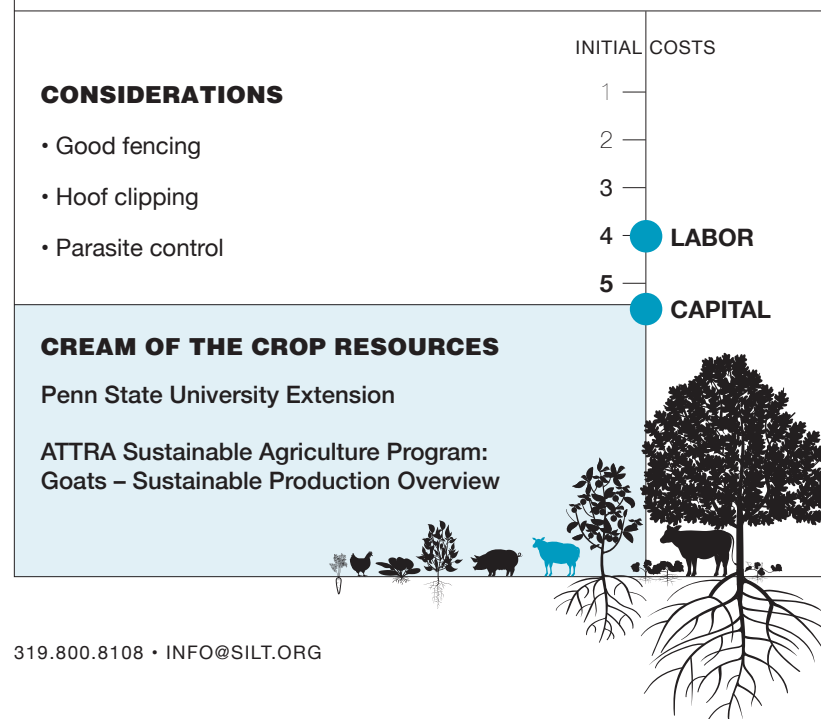 INITIAL COSTS
CONSIDERATIONS
• Good fencing
• Hoof clipping
• Parasite control
1
2
3
4 LABOR
5
CAPITAL
CREAM OF THE CROP RESOURCES
Penn State University Extension
ATTRA Sustainable Agriculture Program:
Goats – Sustainable Production Overview
319.800.8108 • INFO@SILT.ORG